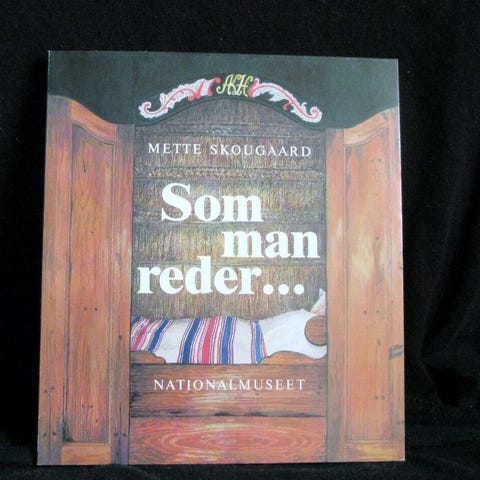 METTE SKOUGAARD
Som
man
reder...
NATIONALMUSEET